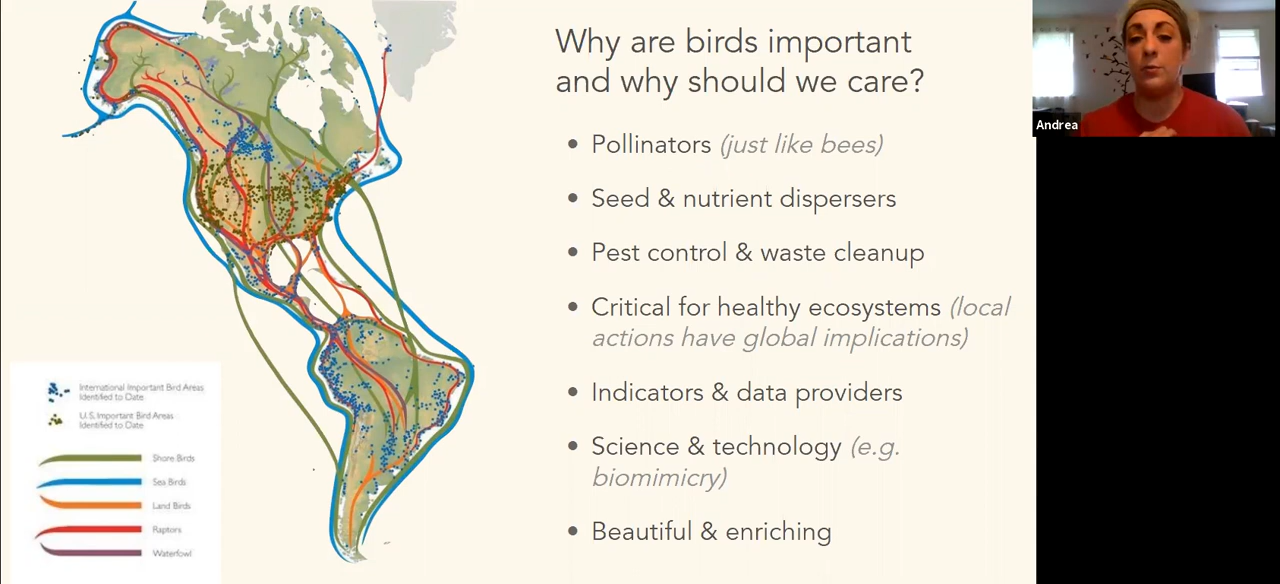 Why are birds important
and why should we care?
Pollinators (just like bees)
Seed & nutrient dispersers
Pest control & waste cleanup
Critical for healthy ecosystems (local
actions have global implications)
Indicators & data providers
Science & technology (e.g.
biomimicry)
Beautiful & enriching
International Important Bird Areas
Identified to Date
U.S. Important Bird Areas
Identified to Date
Shore Birds
Sea Birds
Land Birds
Raptors
Waterfowl
Andrea